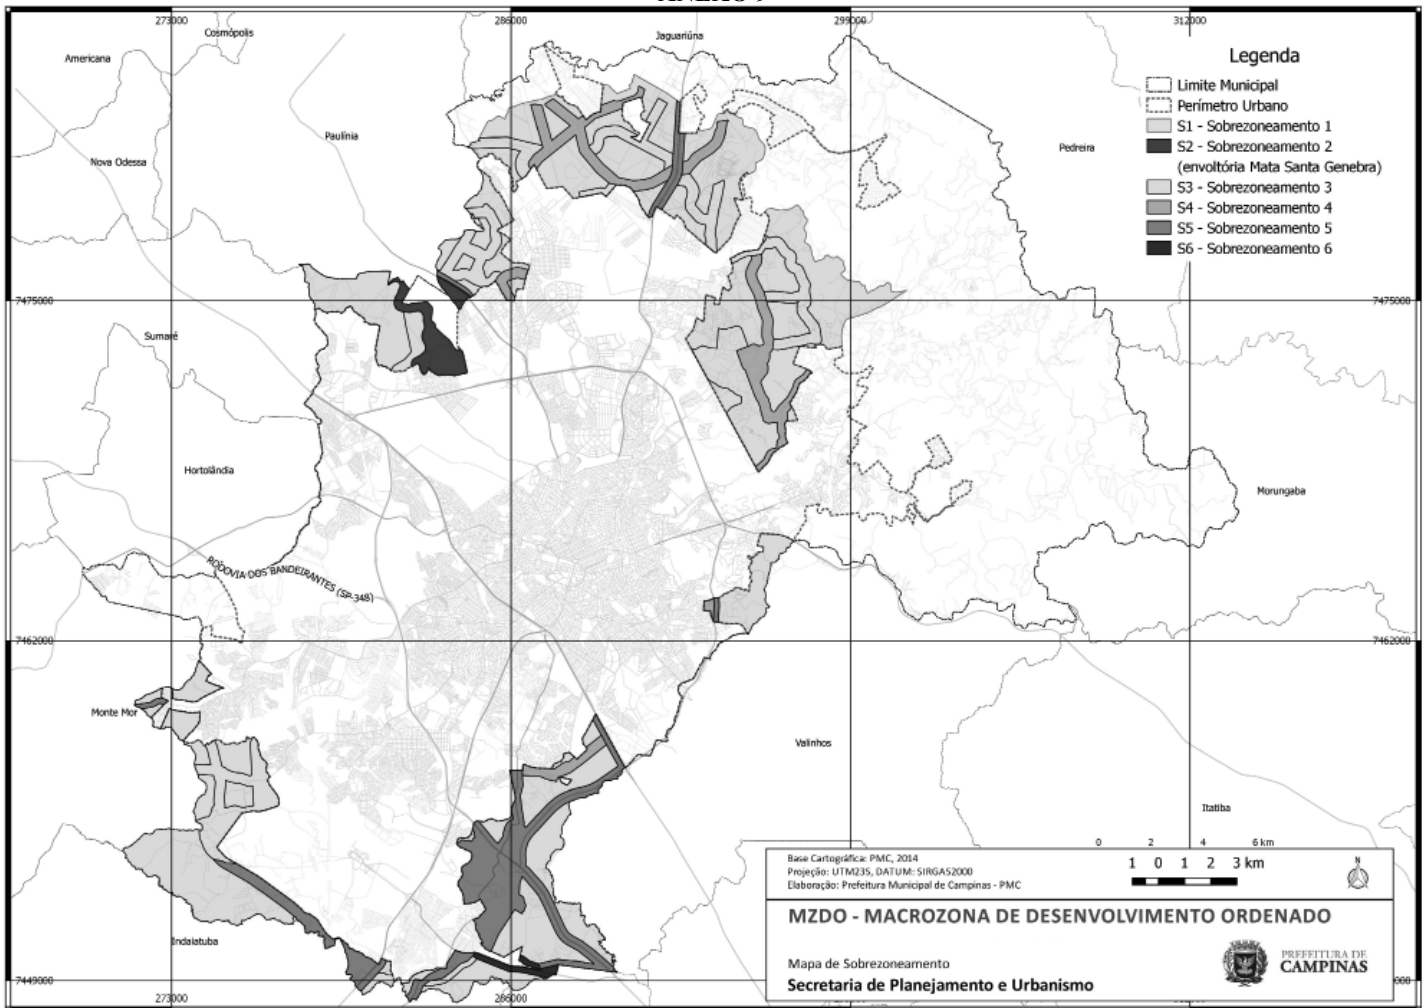 ANEXO 9
273000
286000
299000
312000
Cosmópolis
Jaguariúna
Americana
Legenda
Limite Municipal
Perímetro Urbano
S1 - Sobrezoneamento 1
S2 - Sobrezoneamento 2
(envoltória Mata Santa Genebra)
S3 - Sobrezoneamento 3
S4 - Sobrezoneamento 4
S5 - Sobrezoneamento 5
S6 - Sobrezoneamento 6
Paulínia
Nova Odessa
Pedreira
7475000
7475000
Sumaré
Hortolândia
Morungaba
RODOVIA DOS BANDEIRANTES (SP-348)
7462000
7462000
Monte Mor
Valinhos
Itatiba
0 2 4 6 km
1 0 1 2 3 km
N
Base Cartográfica: PMC, 2014
Projeção: UTM23S, DATUM: SIRGAS2000
Elaboração: Prefeitura Municipal de Campinas - PMC
MZDO - MACROZONA DE DESENVOLVIMENTO ORDENADO
Indaiatuba
Mapa de Sobrezoneamento
Secretaria de Planejamento e Urbanismo
PREFEITURA DE
CAMPINAS
7449000
273000
286000